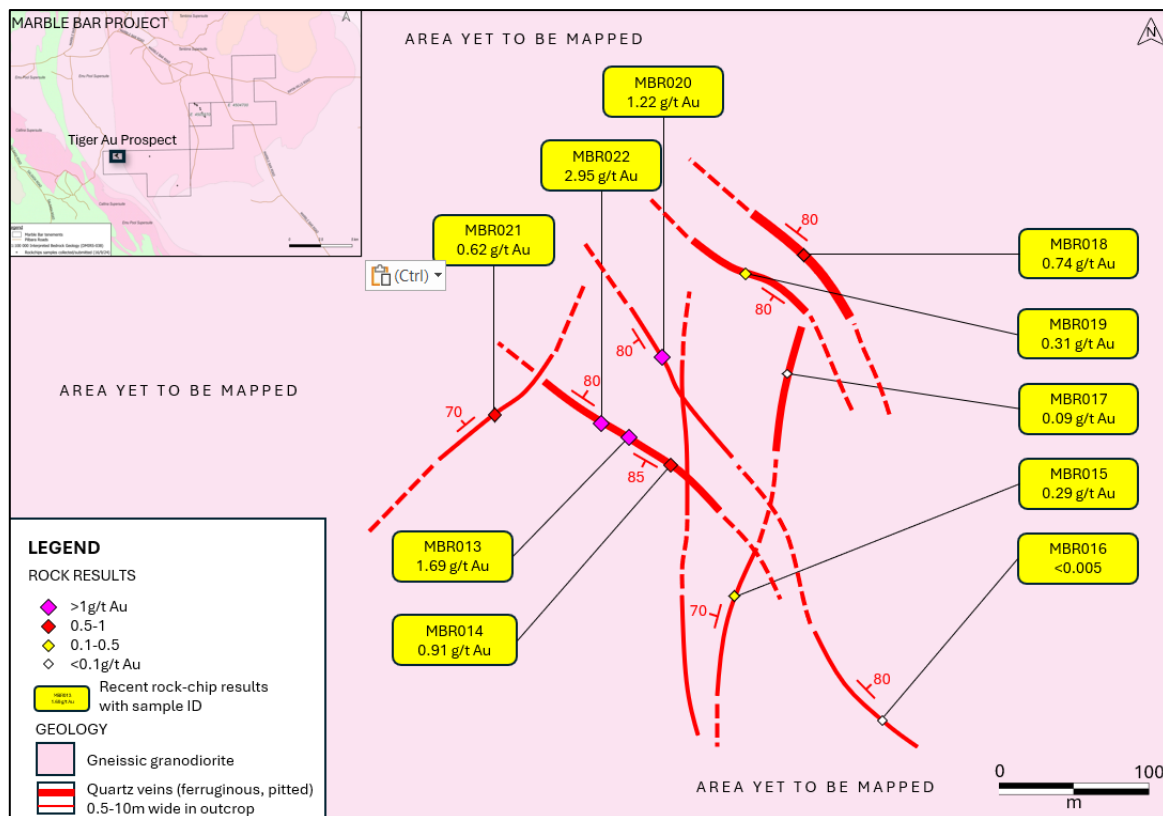 MARBLE BAR PROJECT
Tiger Au Prospect
AREA YET TO BE MAPPED
N
MBR020
1.22 g/t Au
MBR022
2.95 g/t Au
MBR021
0.62 g/t Au
(Ctrl)
80
MBR018
0.74 g/t Au
80
MBR019
0.31 g/t Au
80
AREA YET TO BE MAPPED
80
MBR017
0.09 g/t Au
70
85
MBR015
0.29 g/t Au
MBR013
1.69 g/t Au
MBR016
<0.005
70
MBR014
0.91 g/t Au
80
LEGEND
ROCK RESULTS
>1g/t Au
0.5-1
0.1-0.5
<0.1g/t Au
MBR013
1.69 g/t Au
Recent rock-chip results
with sample ID
GEOLOGY
Gneissic granodiorite
Quartz veins (ferruginous, pitted)
0.5-10m wide in outcrop
AREA YET TO BE MAPPED
0 100
m